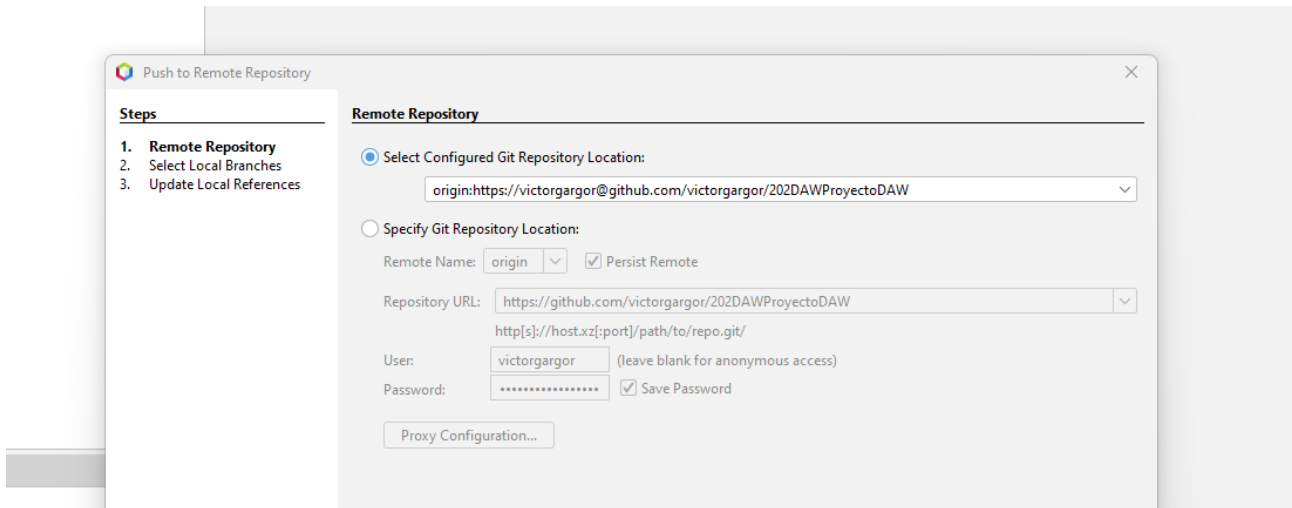 Push to Remote Repository
Steps
1. Remote Repository
2. Select Local Branches
3. Update Local References
Remote Repository
Select Configured Git Repository Location:
origin:https://victorgargor@github.com/victorgargor/202DAWProyectoDAW
Specify Git Repository Location:
Remote Name: origin Persist Remote
Repository URL: https://github.com/victorgargor/202DAWProyectoDAW
http[s]://host.xz[:port]/path/to/repo.git/
User: victorgargor (leave blank for anonymous access)
Password: ••••••••••••••••• Save Password
Proxy Configuration...